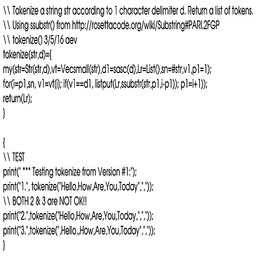 \\ Tokenize a string str according to 1 character delimiter d. Return a list of tokens.
\\ Using ssubstr() from http://rosettacode.org/wiki/Substring#PARI.2FGP
\\ tokenize() 3/5/16 aev
tokenize(str,d)={
my(str=Str(str,d),vt=Vecsmall(str),d1=sasc(d),Lr=List(),sn=#str,v1,p1=1);
for(i=p1,sn, v1=vt[i]; if(v1==d1, listput(Lr,ssubstr(str,p1,i-p1)); p1=i+1));
return(Lr);
}
{
\\ TEST
print(" *** Testing tokenize from Version #1:");
print("1.", tokenize("Hello,How,Are,You,Today",","));
\\ BOTH 2 & 3 are NOT OK!!
print("2.",tokenize("Hello,How,Are,You,Today,",","));
print("3.",tokenize(",Hello,,How,Are,You,Today",","));
}